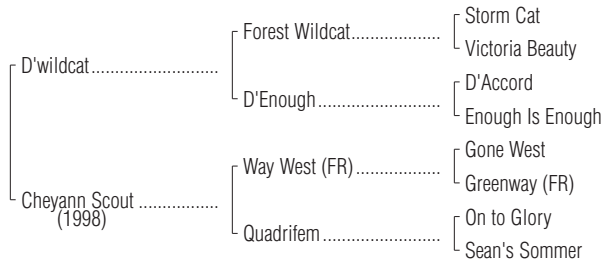 Storm Cat
Forest Wildcat....................
Victoria Beauty
D'wildcat............................
D'Accord
D'Enough...........................
Enough Is Enough
Gone West
Way West (FR) ...................
Greenway (FR)
Cheyann Scout .................
(1998)
On to Glory
Quadrifem..........................
Sean's Sommer